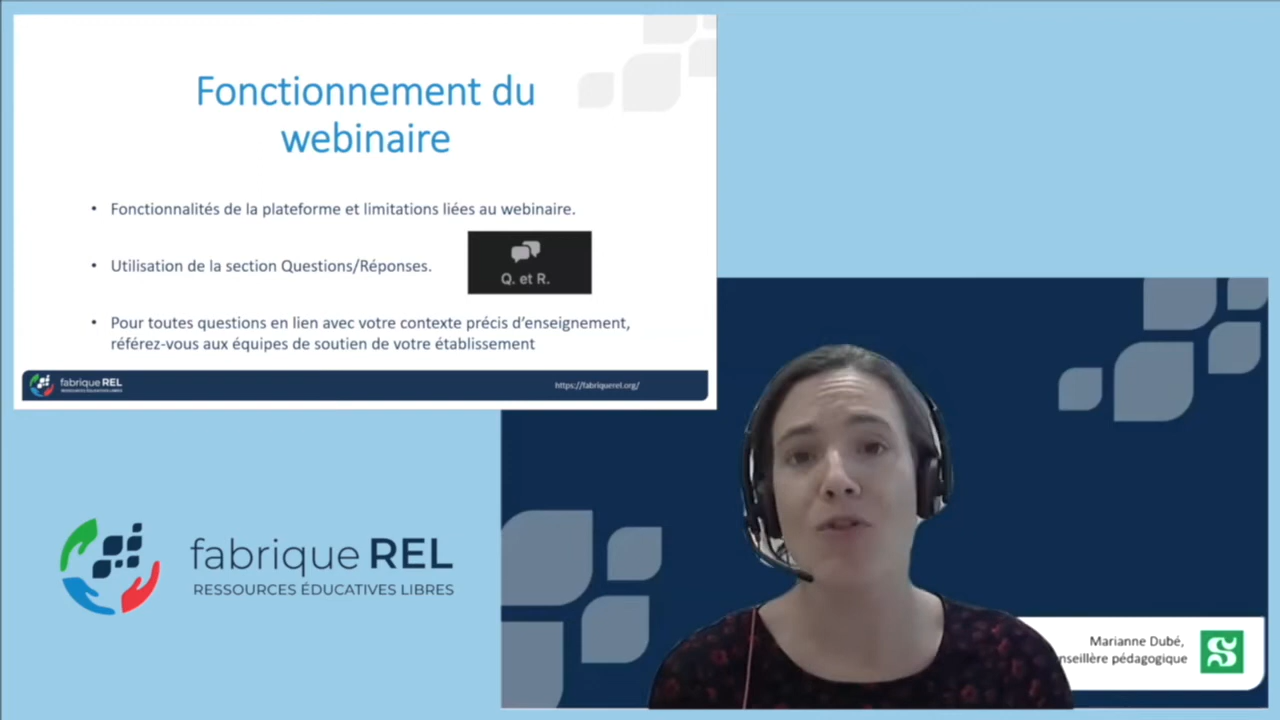 Fonctionnement du
webinaire
• Fonctionnalités de la plateforme et limitations liées au webinaire.
• Utilisation de la section Questions/Réponses.
Q. et R.
• Pour toutes questions en lien avec votre contexte précis d'enseignement,
référez-vous aux équipes de soutien de votre établissement
fabrique REL
RESSOURCES ÉDUCATIVES LIBRES
https://fabriquerel.org/
fabrique REL
RESSOURCES ÉDUCATIVES LIBRES
Marianne Dubé,
nseillère pédagogique